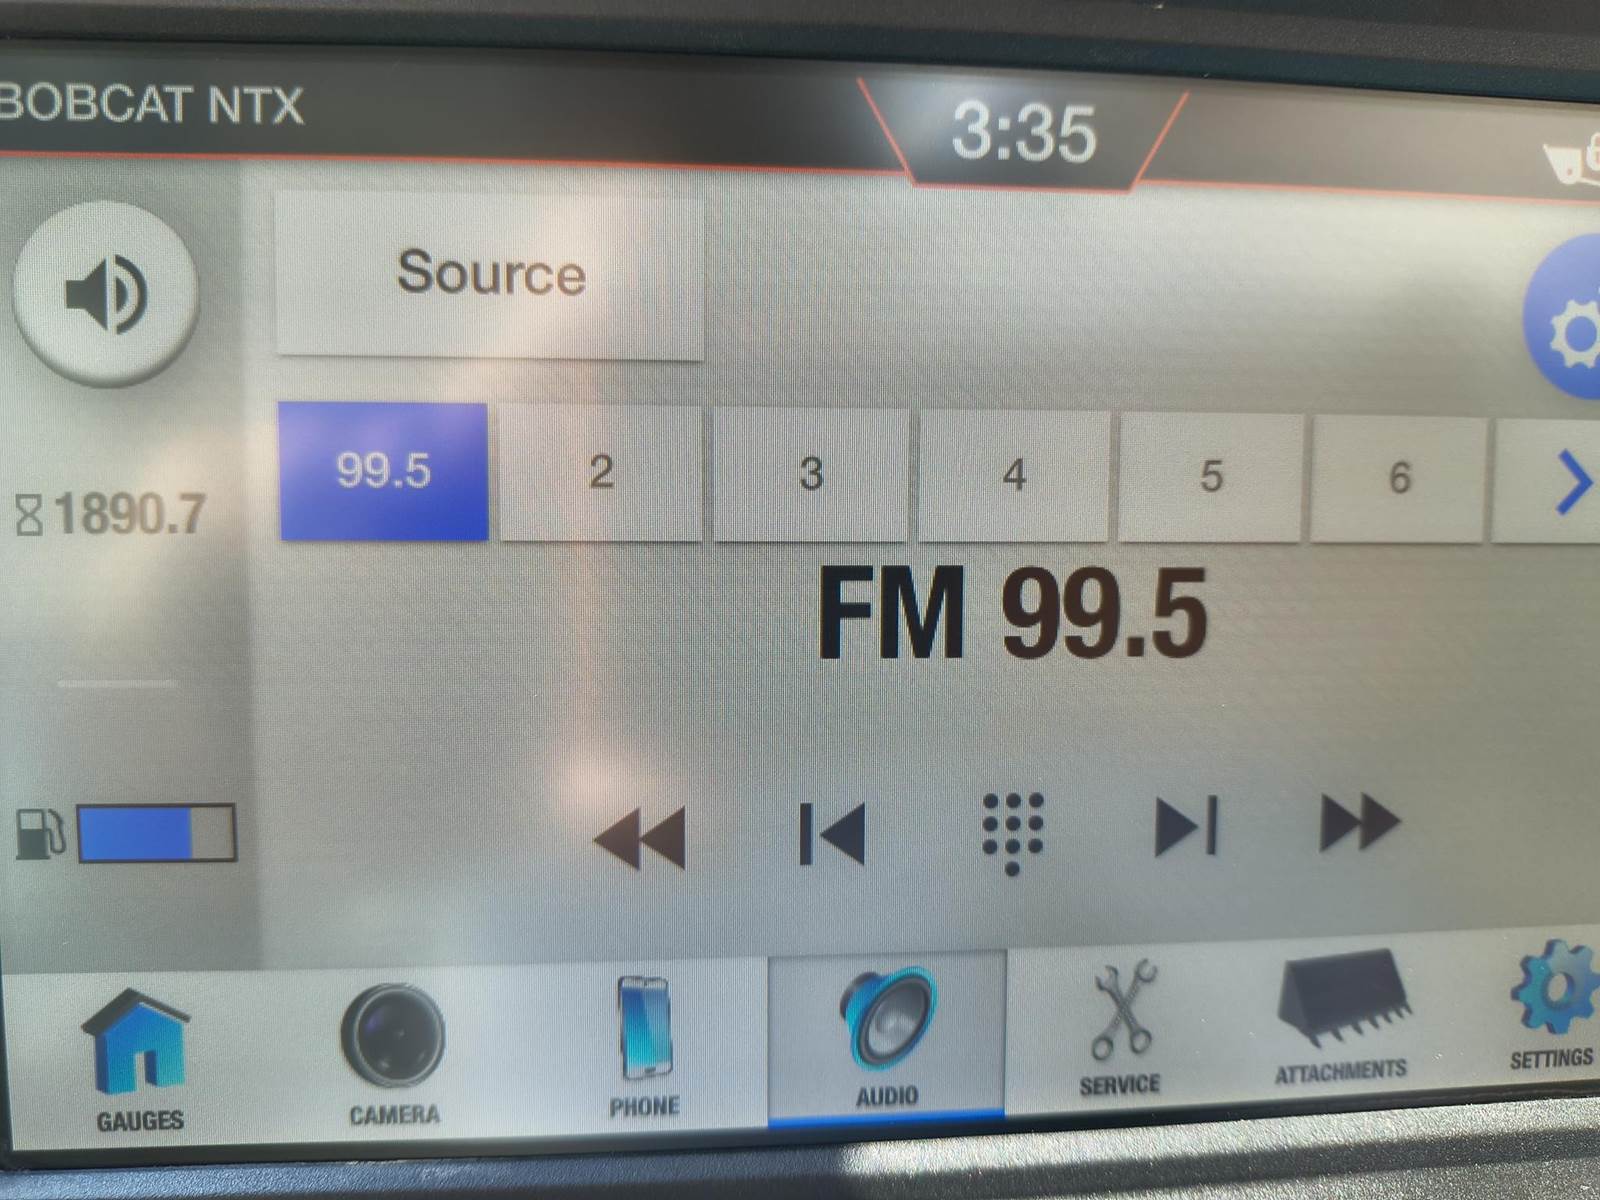 BOBCAT NTX
3:35
Source
99.5 2 3 4 5 6
1890.7
FM 99.5
GAUGES CAMERA PHONE AUDIO SERVICE ATTACHMENTS SETTINGS